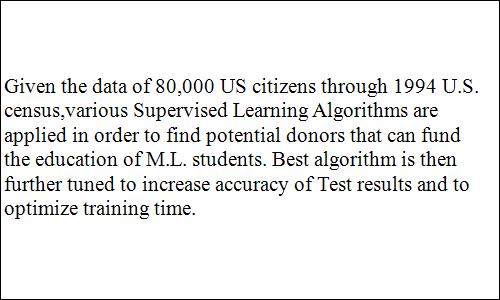 Given the data of 80,000 US citizens through 1994 U.S.
census,various Supervised Learning Algorithms are
applied in order to find potential donors that can fund
the education of M.L. students. Best algorithm is then
further tuned to increase accuracy of Test results and to
optimize training time.